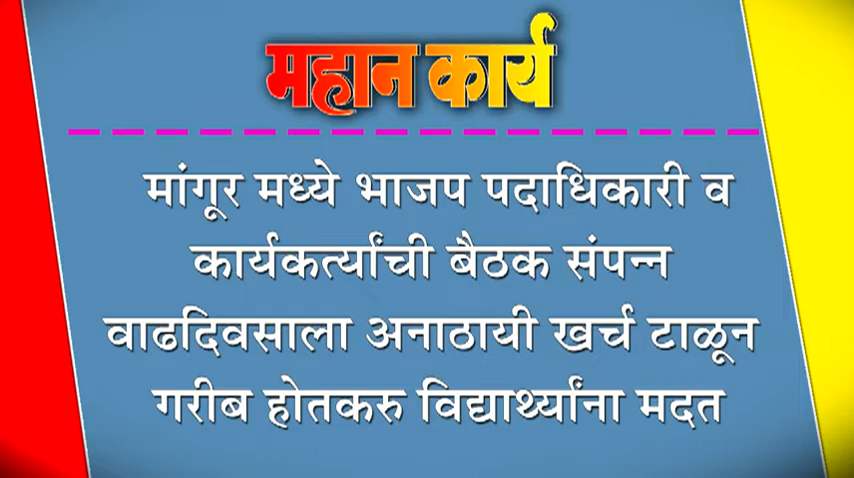 महान कार्य
मांगूर मध्ये भाजप पदाधिकारी व
कार्यकर्त्यांची बैठक संपन्न
वाढदिवसाला अनाठायी खर्च टाळून
गरीब होतकरु विद्यार्थ्यांना मदत